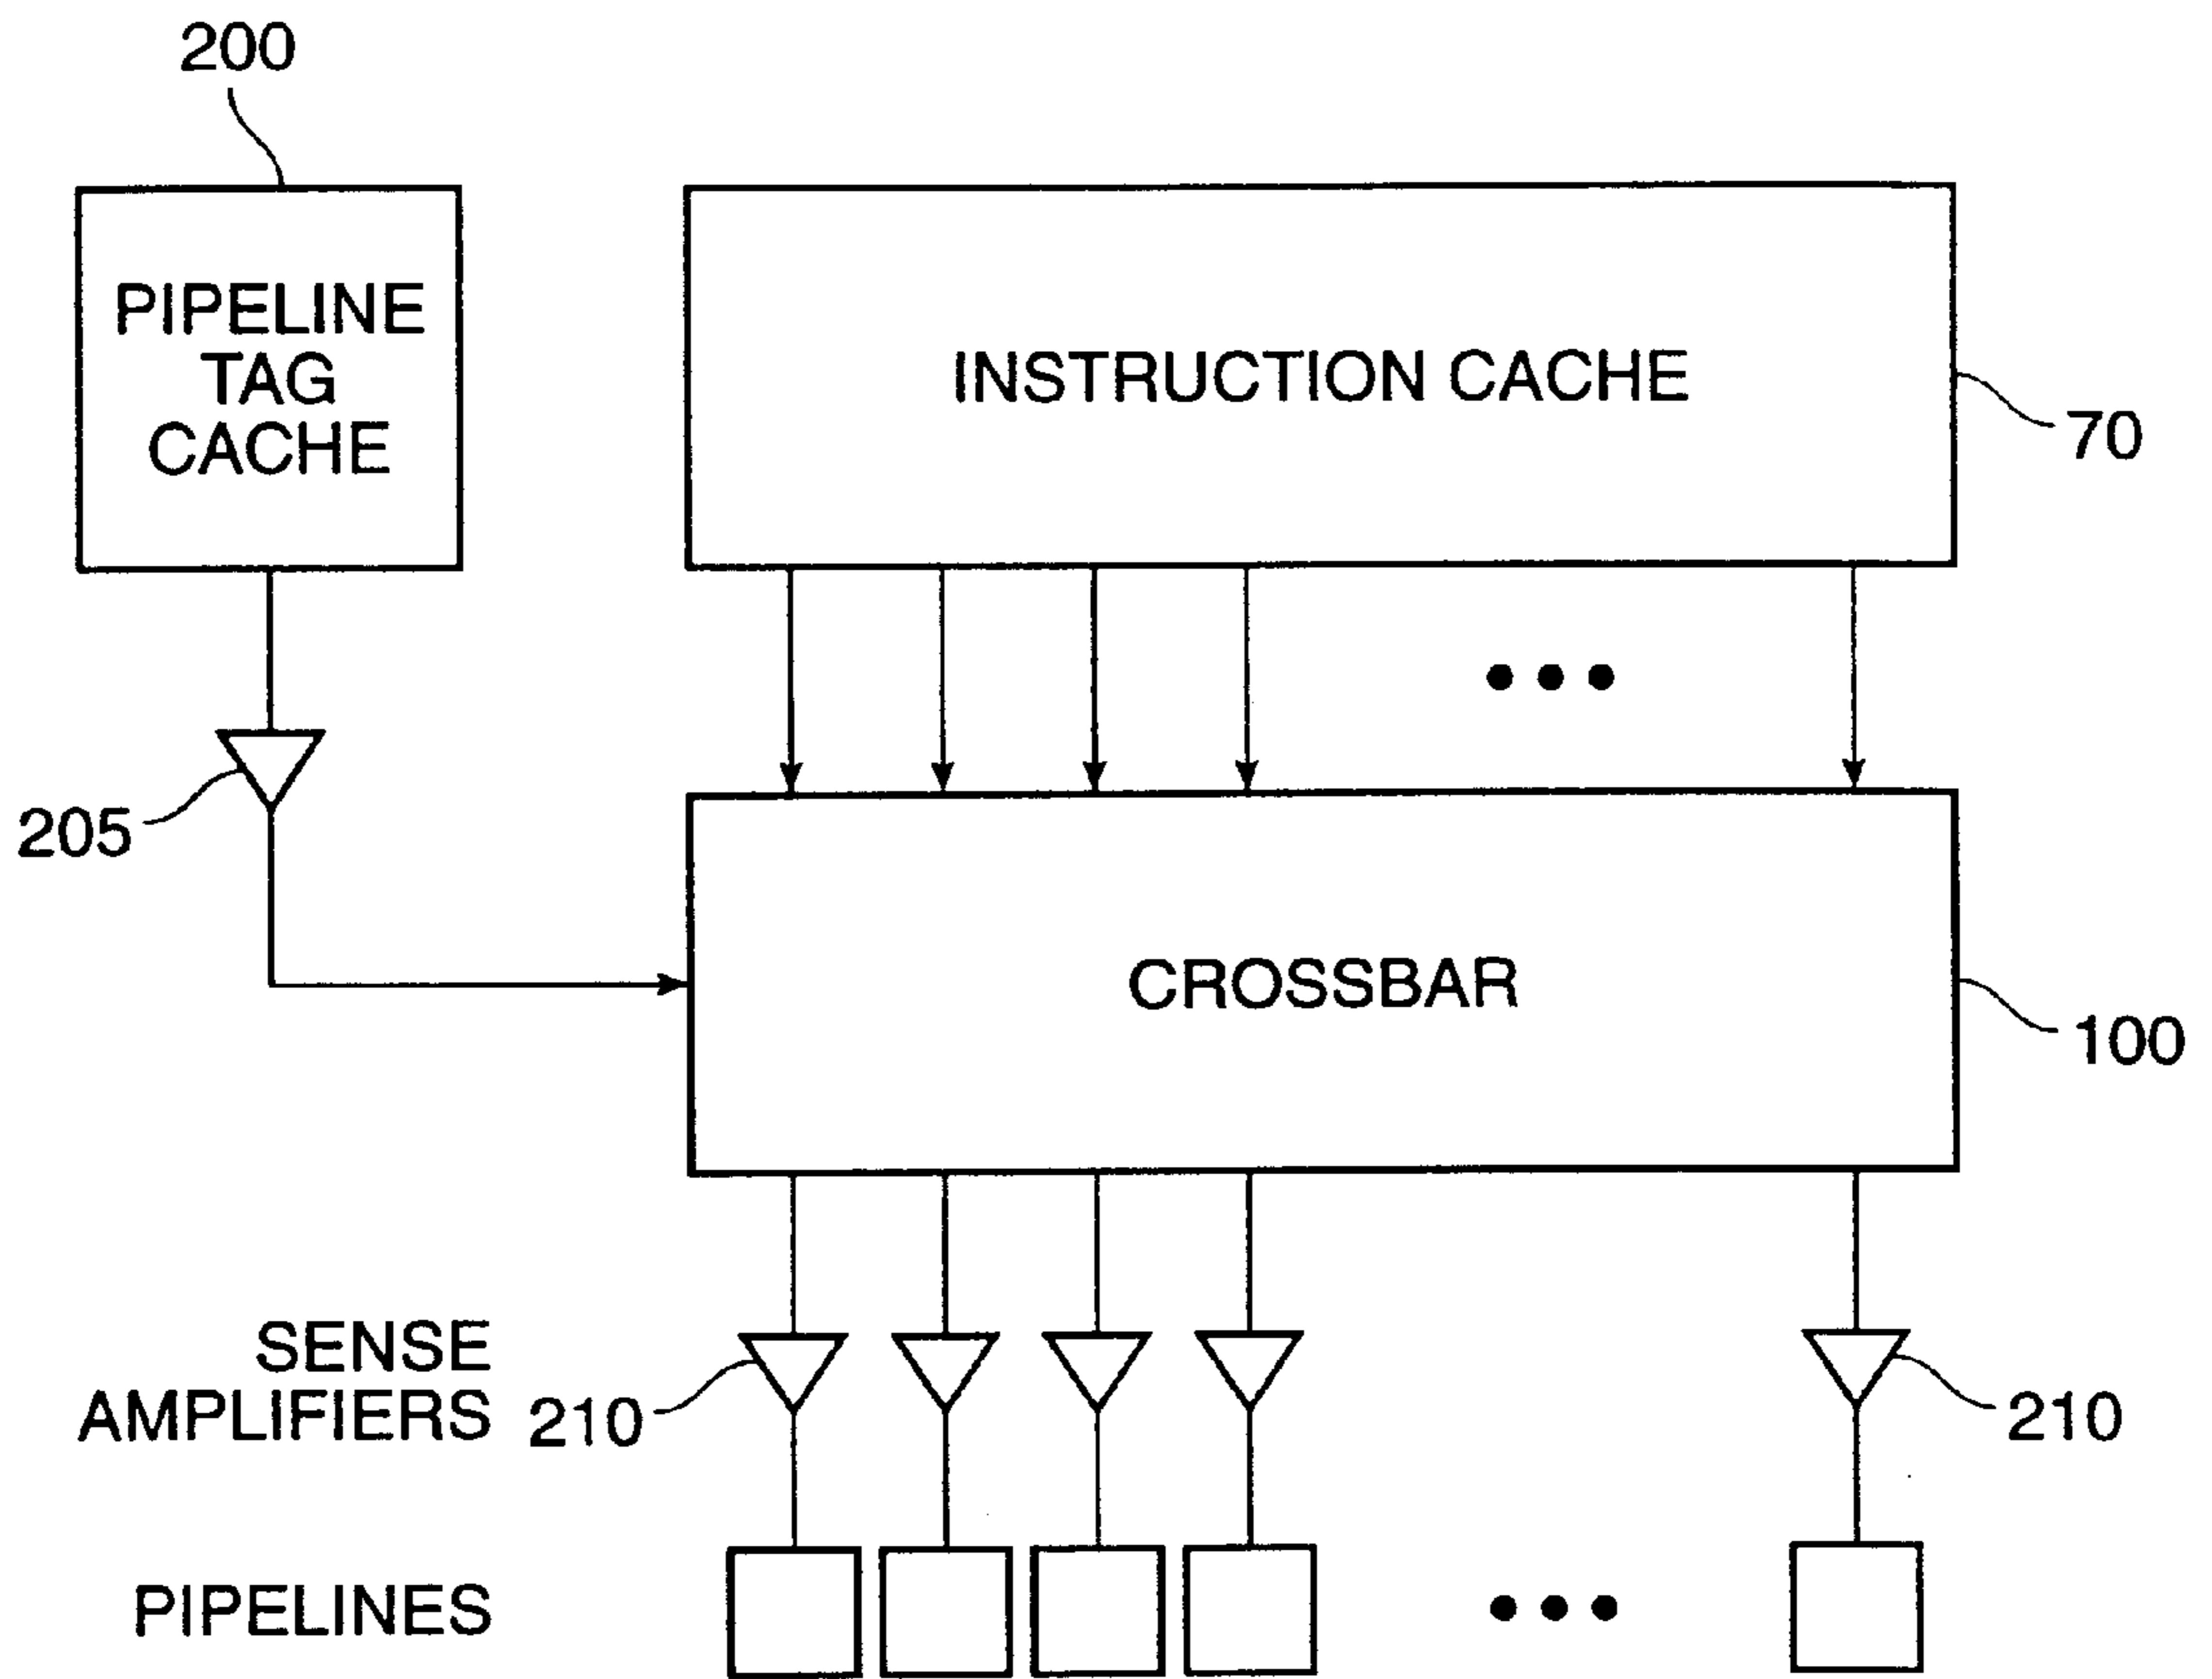 200
PIPELINE
TAG
CACHE
INSTRUCTION CACHE
70
205
CROSSBAR
100
SENSE
AMPLIFIERS
210
210
PIPELINES